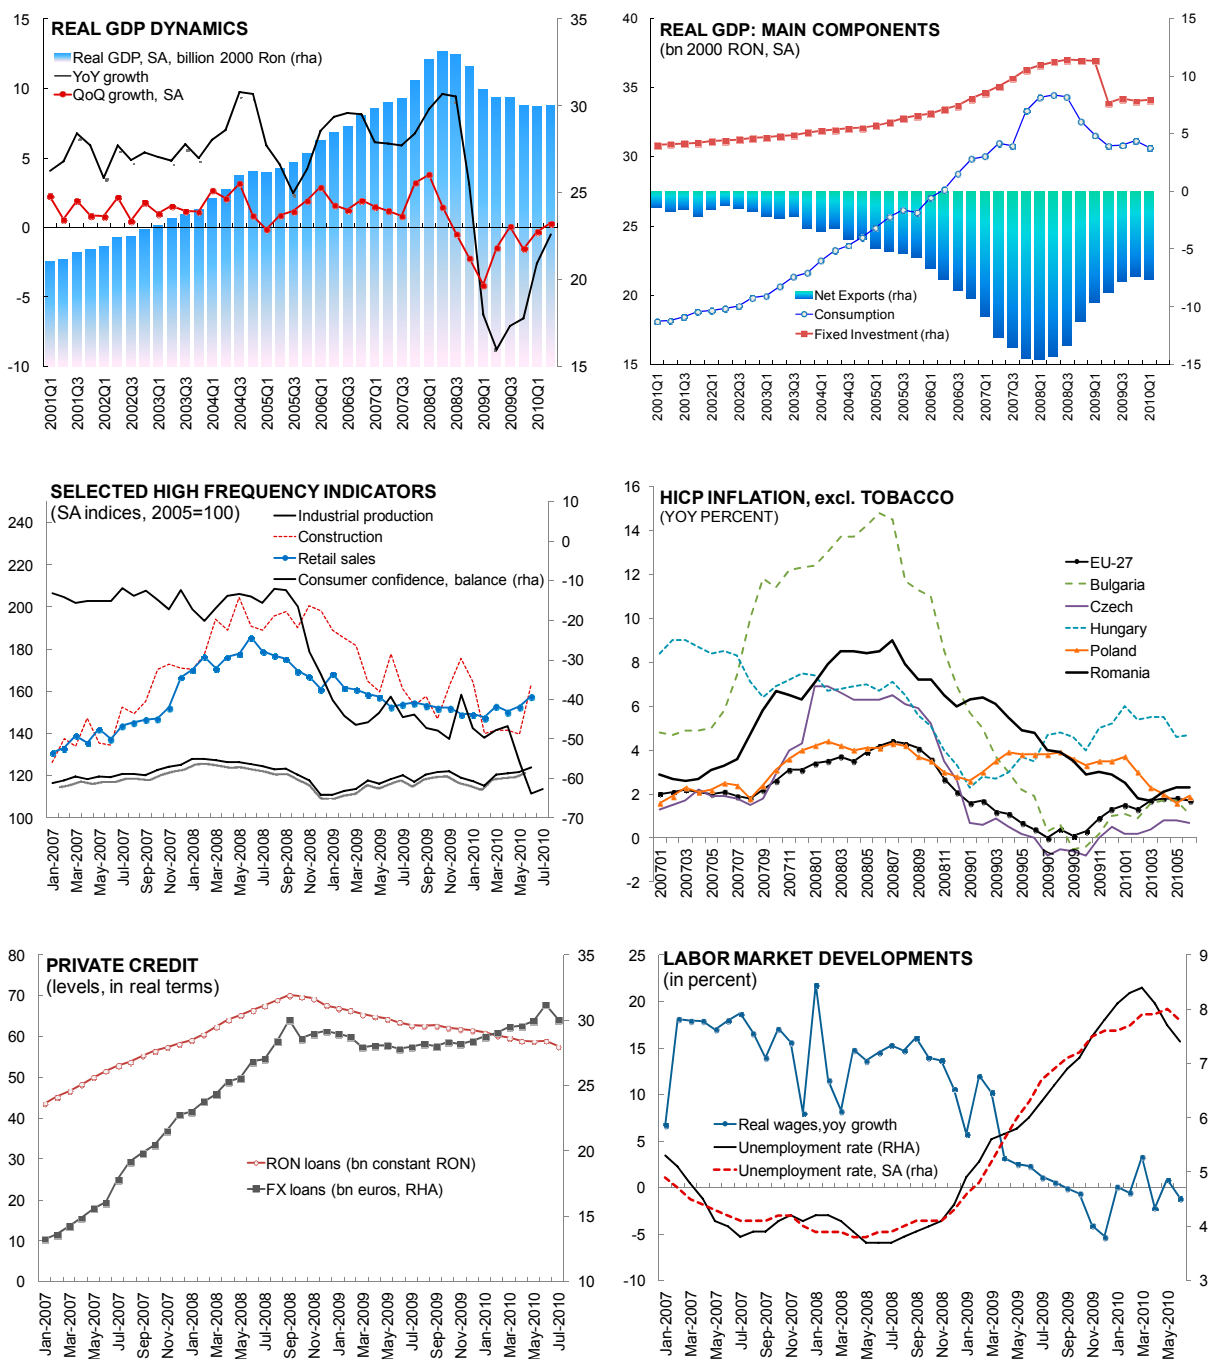 REAL GDP DYNAMICS
Real GDP, SA, billion 2000 Ron (rha)
YoY growth
QoQ growth, SA
15
10
5
0
-5
-10
35
30
25
20
15
2001Q1
2001Q3
2002Q1
2002Q3
2003Q1
2003Q3
2004Q1
2004Q3
2005Q1
2005Q3
2006Q1
2006Q3
2007Q1
2007Q3
2008Q1
2008Q3
2009Q1
2009Q3
2010Q1
REAL GDP: MAIN COMPONENTS
(bn 2000 RON, SA)
40
35
30
25
20
15
15
10
5
0
-5
-10
-15
Net Exports (rha)
Consumption
Fixed Investment (rha)
2001Q1
2001Q3
2002Q1
2002Q3
2003Q1
2003Q3
2004Q1
2004Q3
2005Q1
2005Q3
2006Q1
2006Q3
2007Q1
2007Q3
2008Q1
2008Q3
2009Q1
2009Q3
2010Q1
SELECTED HIGH FREQUENCY INDICATORS
(SA indices, 2005=100)
Industrial production
Construction
Retail sales
Consumer confidence, balance (rha)
240
220
200
180
160
140
120
100
10
0
-10
-20
-30
-40
-50
-60
-70
Jan-2007
Mar-2007
May-2007
Jul-2007
Sep-2007
Nov-2007
Jan-2008
Mar-2008
May-2008
Jul-2008
Sep-2008
Nov-2008
Jan-2009
Mar-2009
May-2009
Jul-2009
Sep-2009
Nov-2009
Jan-2010
Mar-2010
May-2010
Jul-2010
HICP INFLATION, excl. TOBACCO
(YOY PERCENT)
16
14
12
10
8
6
4
2
0
-2
EU-27
Bulgaria
Czech
Hungary
Poland
Romania
200701
200703
200705
200707
200709
200711
200801
200803
200805
200807
200809
200811
200901
200903
200905
200907
200909
200911
201001
201003
201005
PRIVATE CREDIT
(levels, in real terms)
80
70
60
50
40
30
20
10
0
35
30
25
20
15
10
RON loans (bn constant RON)
FX loans (bn euros, RHA)
Jan-2007
Mar-2007
May-2007
Jul-2007
Sep-2007
Nov-2007
Jan-2008
Mar-2008
May-2008
Jul-2008
Sep-2008
Nov-2008
Jan-2009
Mar-2009
May-2009
Jul-2009
Sep-2009
Nov-2009
Jan-2010
Mar-2010
May-2010
Jul-2010
LABOR MARKET DEVELOPMENTS
(in percent)
25
20
15
10
5
0
-5
-10
9
8
7
6
5
4
3
Real wages,yoy growth
Unemployment rate (RHA)
Unemployment rate, SA (rha)
Jan-2007
Mar-2007
May-2007
Jul-2007
Sep-2007
Nov-2007
Jan-2008
Mar-2008
May-2008
Jul-2008
Sep-2008
Nov-2008
Jan-2009
Mar-2009
May-2009
Jul-2009
Sep-2009
Nov-2009
Jan-2010
Mar-2010
May-2010